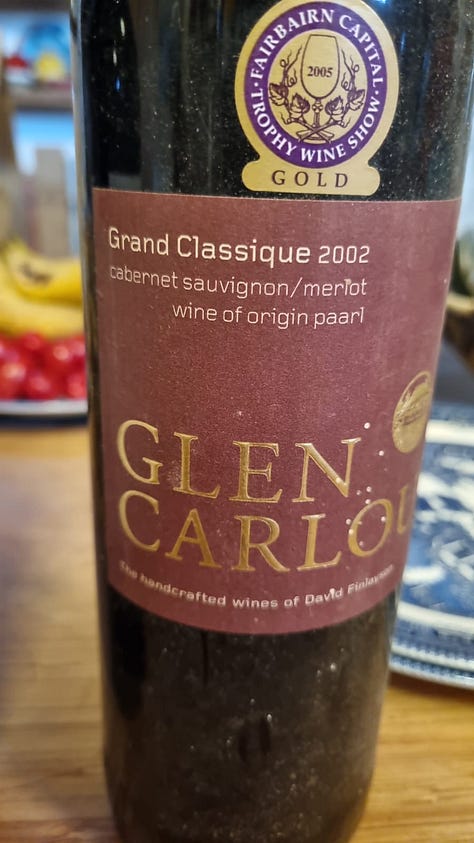 FAIRBAIRN CAPITAL
2005
TROPHY WINE SHOW
GOLD
Grand Classique 2002
cabernet sauvignon/merlot
wine of origin paarl
GLEN
CARLOU
the handcrafted wines of David Finlayson